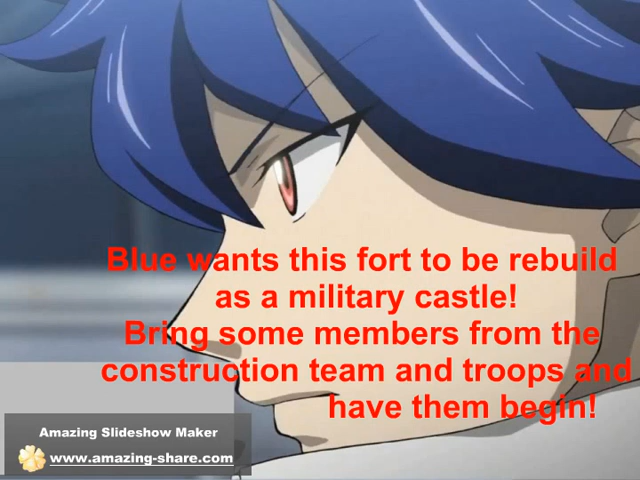 Blue wants this fort to be rebuild
as a military castle!
Bring some members from the
construction team and troops and
have them begin!
Amazing Slideshow Maker
www.amazing-share.com